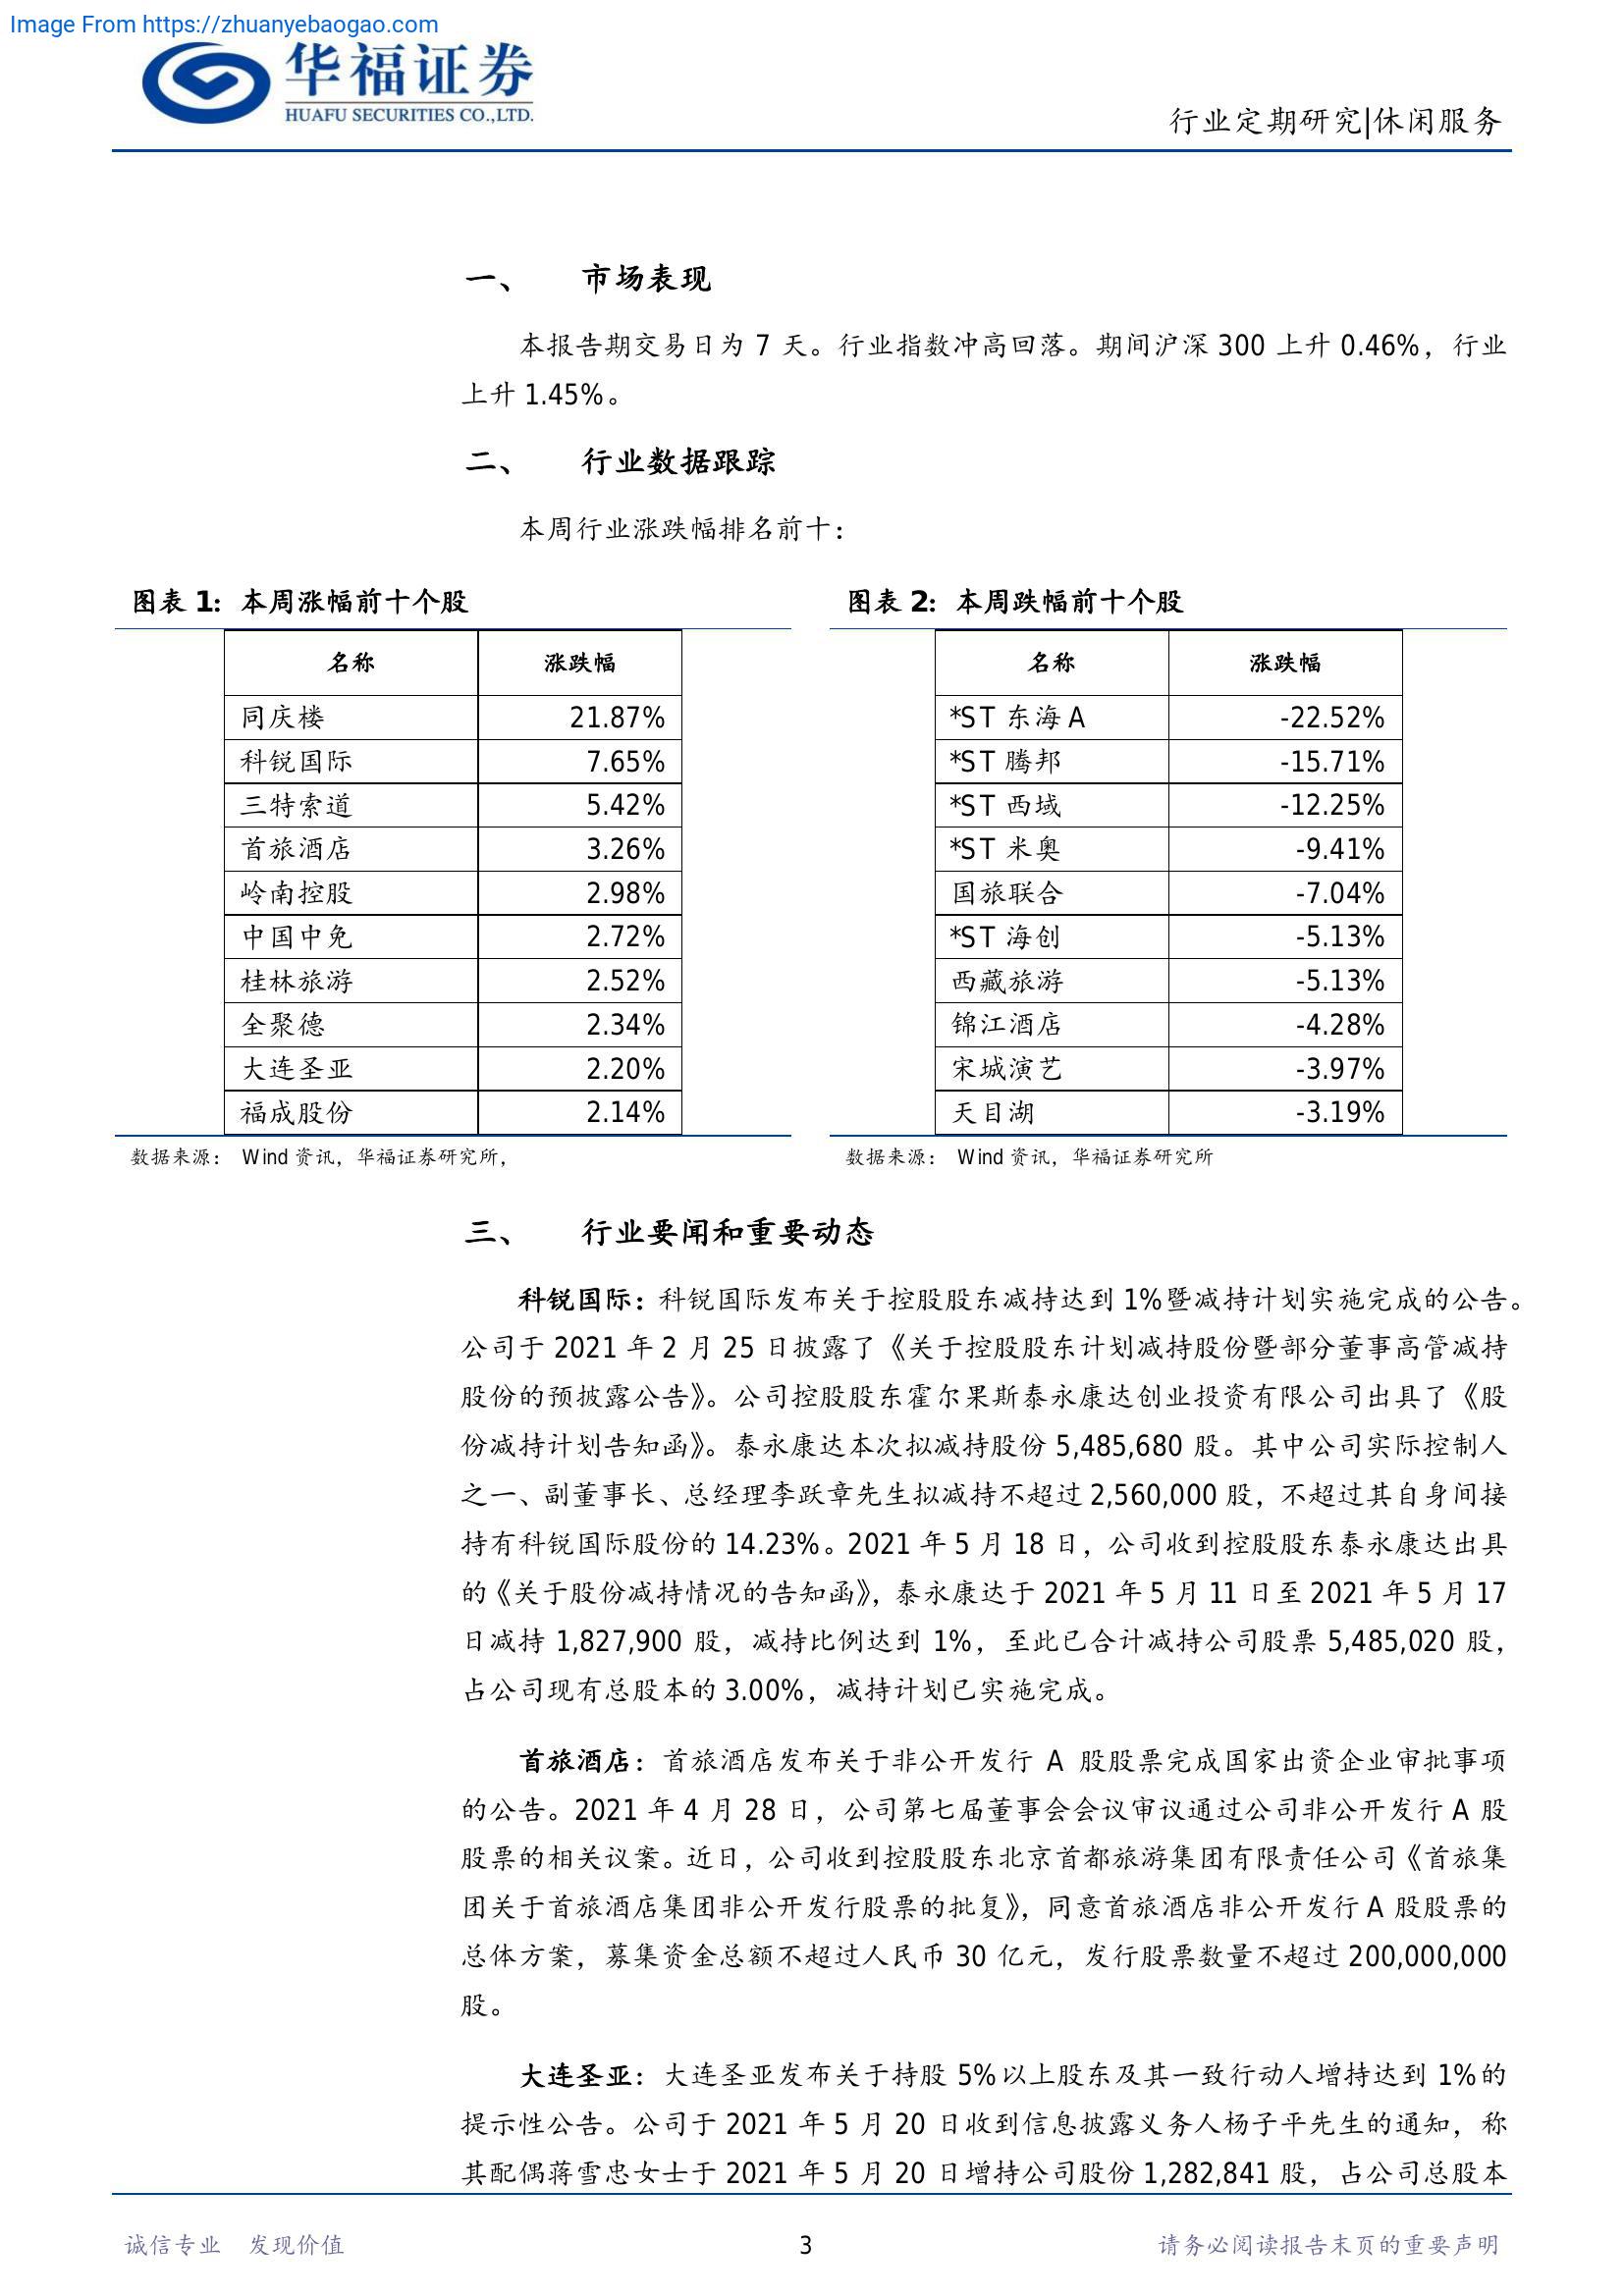 Image From https://zhuanyebaogao.com
华福证券
HUAFU SECURITIES CO.,LTD.
行业定期研究|休闲服务
一、 市场表现
本报告期交易日为 7 天。行业指数冲高回落。期间沪深 300 上升 0.46%，行业
上升 1.45%。
二、 行业数据跟踪
本周行业涨跌幅排名前十：
图表 1：本周涨幅前十个股
名称 涨跌幅
同庆楼 21.87%
科锐国际 7.65%
三特索道 5.42%
首旅酒店 3.26%
岭南控股 2.98%
中国中免 2.72%
桂林旅游 2.52%
全聚德 2.34%
大连圣亚 2.20%
福成股份 2.14%
数据来源： Wind 资讯，华福证券研究所，
图表 2：本周跌幅前十个股
名称 涨跌幅
*ST 东海 A -22.52%
*ST 腾邦 -15.71%
*ST 西域 -12.25%
*ST 米奥 -9.41%
国旅联合 -7.04%
*ST 海创 -5.13%
西藏旅游 -5.13%
锦江酒店 -4.28%
宋城演艺 -3.97%
天目湖 -3.19%
数据来源： Wind 资讯，华福证券研究所
三、 行业要闻和重要动态
科锐国际：科锐国际发布关于控股股东减持达到 1%暨减持计划实施完成的公告。
公司于 2021 年 2 月 25 日披露了《关于控股股东计划减持股份暨部分董事高管减持
股份的预披露公告》。公司控股股东霍尔果斯泰永康达创业投资有限公司出具了《股
份减持计划告知函》。泰永康达本次拟减持股份 5,485,680 股。其中公司实际控制人
之一、副董事长、总经理李跃章先生拟减持不超过 2,560,000 股，不超过其自身间接
持有科锐国际股份的 14.23%。2021 年 5 月 18 日，公司收到控股股东泰永康达出具
的《关于股份减持情况的告知函》，泰永康达于 2021 年 5 月 11 日至 2021 年 5 月 17
日减持 1,827,900 股，减持比例达到 1%，至此已合计减持公司股票 5,485,020 股，
占公司现有总股本的 3.00%，减持计划已实施完成。
首旅酒店：首旅酒店发布关于非公开发行 A 股股票完成国家出资企业审批事项
的公告。2021 年 4 月 28 日，公司第七届董事会会议审议通过公司非公开发行 A 股
股票的相关议案。近日，公司收到控股股东北京首都旅游集团有限责任公司《首旅集
团关于首旅酒店集团非公开发行股票的批复》，同意首旅酒店非公开发行 A 股股票的
总体方案，募集资金总额不超过人民币 30 亿元，发行股票数量不超过 200,000,000
股。
大连圣亚：大连圣亚发布关于持股 5%以上股东及其一致行动人增持达到 1%的
提示性公告。公司于 2021 年 5 月 20 日收到信息披露义务人杨子平先生的通知，称
其配偶蒋雪忠女士于 2021 年 5 月 20 日增持公司股份 1,282,841 股，占公司总股本
诚信专业 发现价值
3
请务必阅读报告末页的重要声明